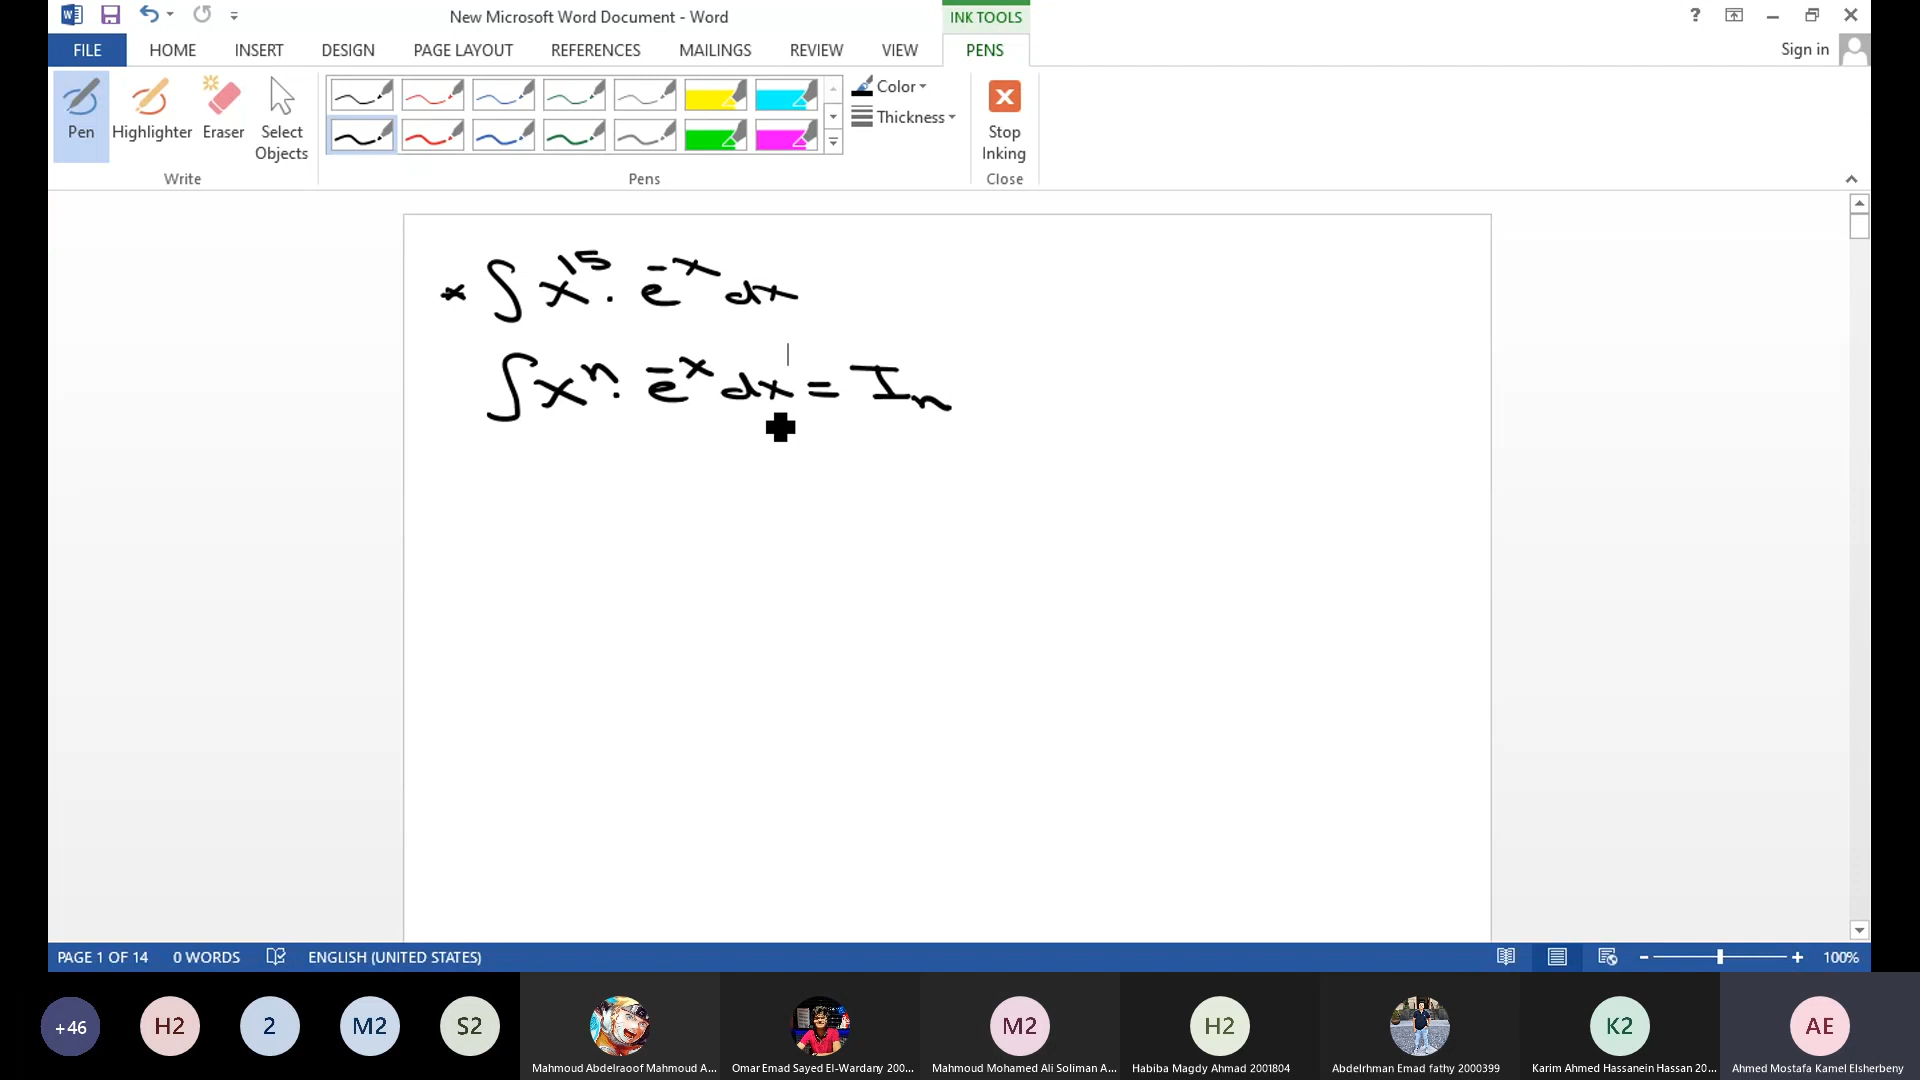 New Microsoft Word Document - Word
INK TOOLS
?
FILE
HOME
INSERT
DESIGN
PAGE LAYOUT
REFERENCES
MAILINGS
REVIEW
VIEW
PENS
Sign in
Pen
Highlighter
Eraser
Select Objects
Color
Thickness
Stop Inking
Write
Pens
Close
* ∫ x¹⁵ · e⁻ˣ dx
∫ xⁿ · e⁻ˣ dx = Iₙ
PAGE 1 OF 14
0 WORDS
ENGLISH (UNITED STATES)
100%
+46
H2
2
M2
S2
M2
H2
K2
AE
Mahmoud Abdelraoof Mahmoud A...
Omar Emad Sayed El-Wardany 200...
Mahmoud Mohamed Ali Soliman A...
Habiba Magdy Ahmad 2001804
Abdelrhman Emad fathy 2000399
Karim Ahmed Hassanein Hassan 20...
Ahmed Mostafa Kamel Elsherbeny